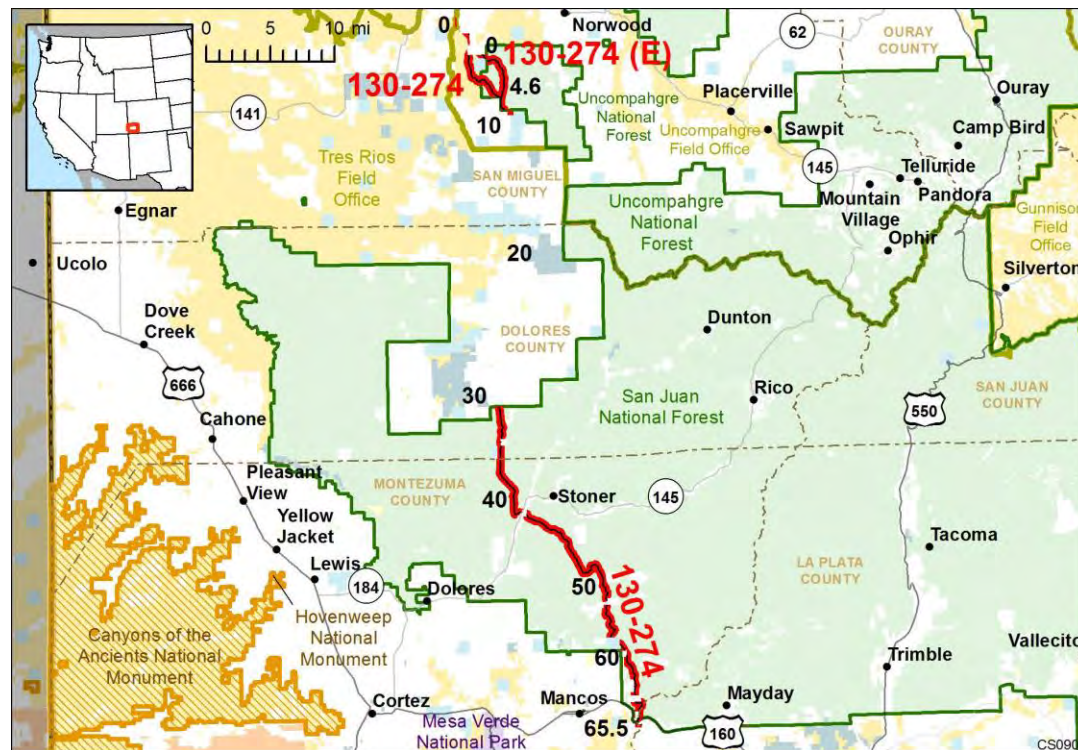 0 5 10 mi
0
Norwood
62
OURAY
COUNTY
0
130-274 (E)
130-274
4.6
141
10
Uncompahgre
National
Forest
Placerville
Uncompahgre
Field Office
Sawpit
145
Ouray
Camp Bird
Telluride
Pandora
Mountain
Village
Ophir
Tres Rios
Field
Office
SAN MIGUEL
COUNTY
Uncompahgre
National
Forest
Gunnison
Field
Office
Silverton
Egnar
Ucolo
20
Dove
Creek
DOLORES
COUNTY
Dunton
666
30
San Juan
National Forest
Rico
550
SAN JUAN
COUNTY
Cahone
Pleasant
View
MONTEZUMA
COUNTY
40
Stoner
145
Yellow
Jacket
Tacoma
LA PLATA
COUNTY
Lewis
184
Dolores
50
130-274
Hovenweep
National
Monument
Canyons of the
Ancients National
Monument
60
Vallecito
Trimble
Cortez
Mancos
65.5
Mayday
160
Mesa Verde
National Park